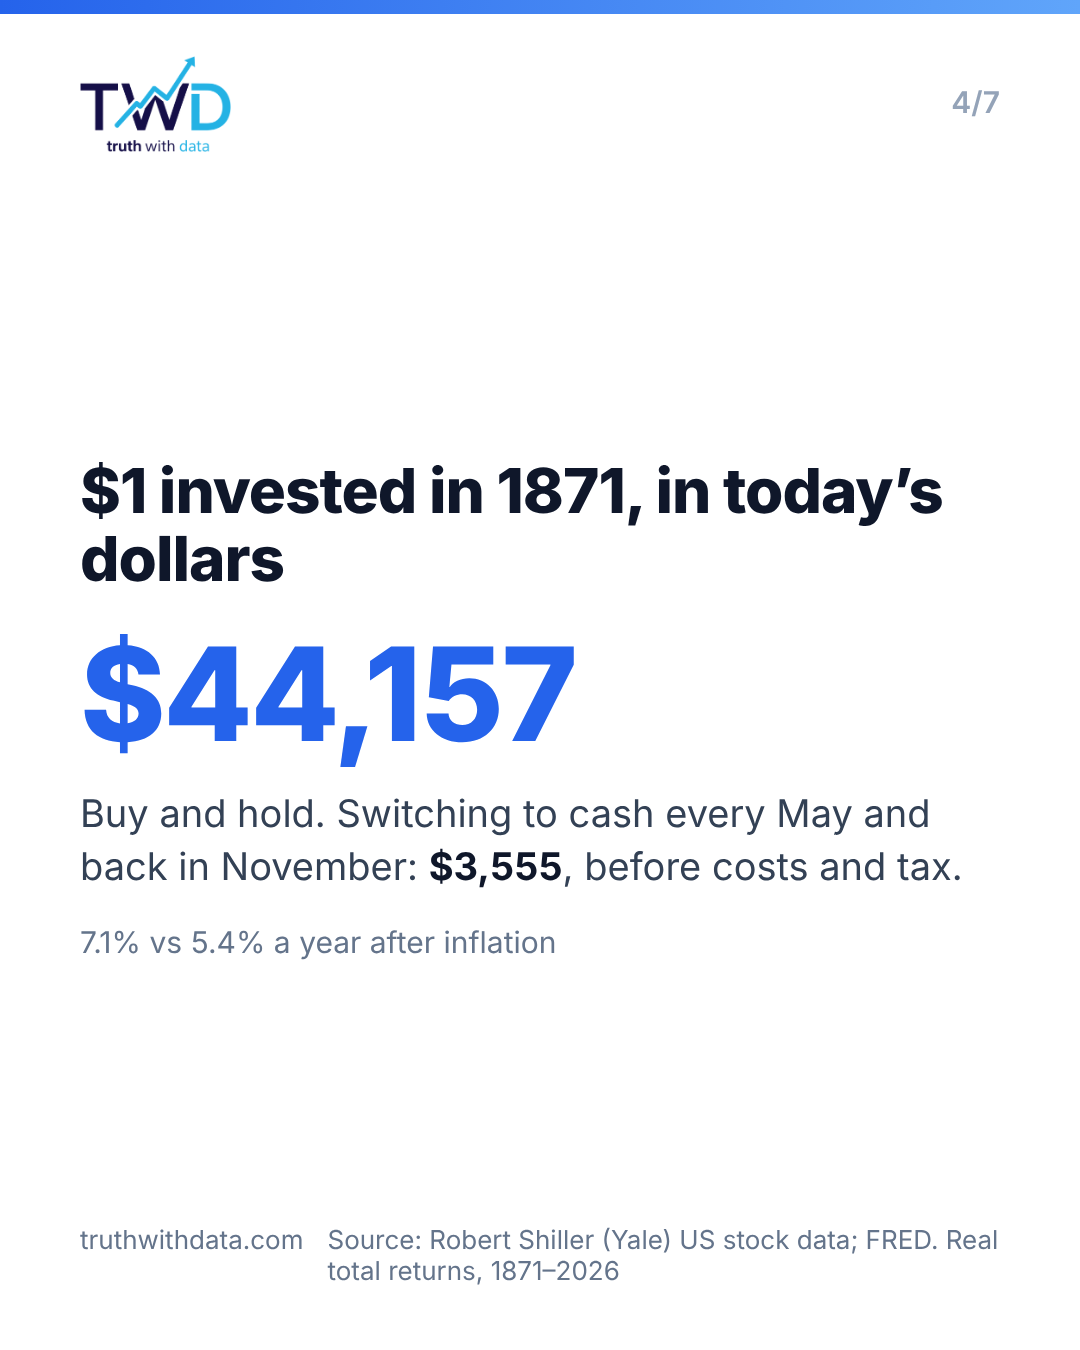 TWD
truth with data
4/7
$1 invested in 1871, in today’s
dollars
$44,157
Buy and hold. Switching to cash every May and
back in November: $3,555, before costs and tax.
7.1% vs 5.4% a year after inflation
truthwithdata.com
Source: Robert Shiller (Yale) US stock data; FRED. Real
total returns, 1871–2026